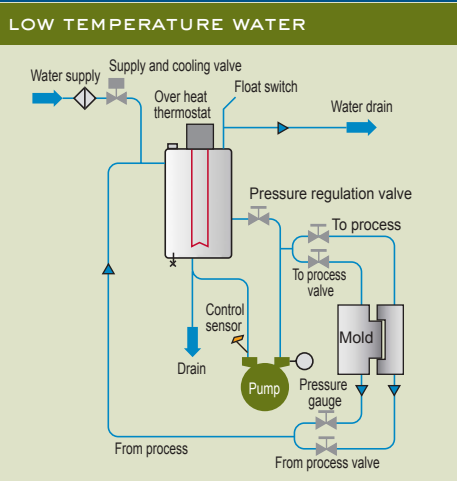 LOW TEMPERATURE WATER
Supply and cooling valve
Water supply
Float switch
Over heat
thermostat
Water drain
Pressure regulation valve
To process
To process
valve
Control
sensor
Mold
Drain
Pump
Pressure
gauge
From process
From process valve